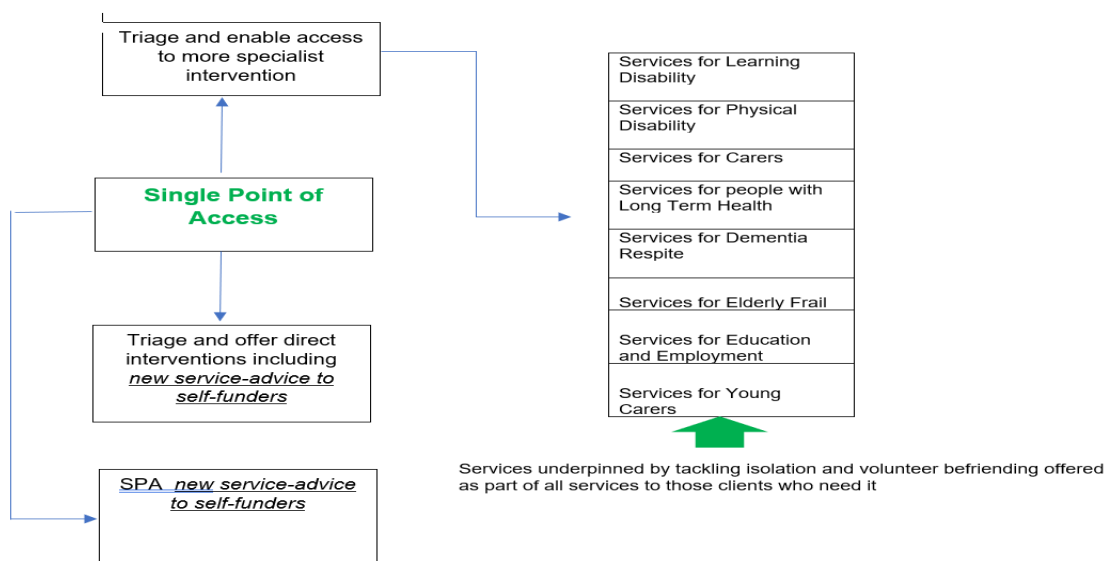 Triage and enable access
to more specialist
intervention
Single Point of
Access
Triage and offer direct
interventions including
new service-advice to
self-funders
SPA new service-advice
to self-funders
Services for Learning
Disability
Services for Physical
Disability
Services for Carers
Services for people with
Long Term Health
Services for Dementia
Respite
Services for Elderly Frail
Services for Education
and Employment
Services for Young
Carers
Services underpinned by tackling isolation and volunteer befriending offered
as part of all services to those clients who need it